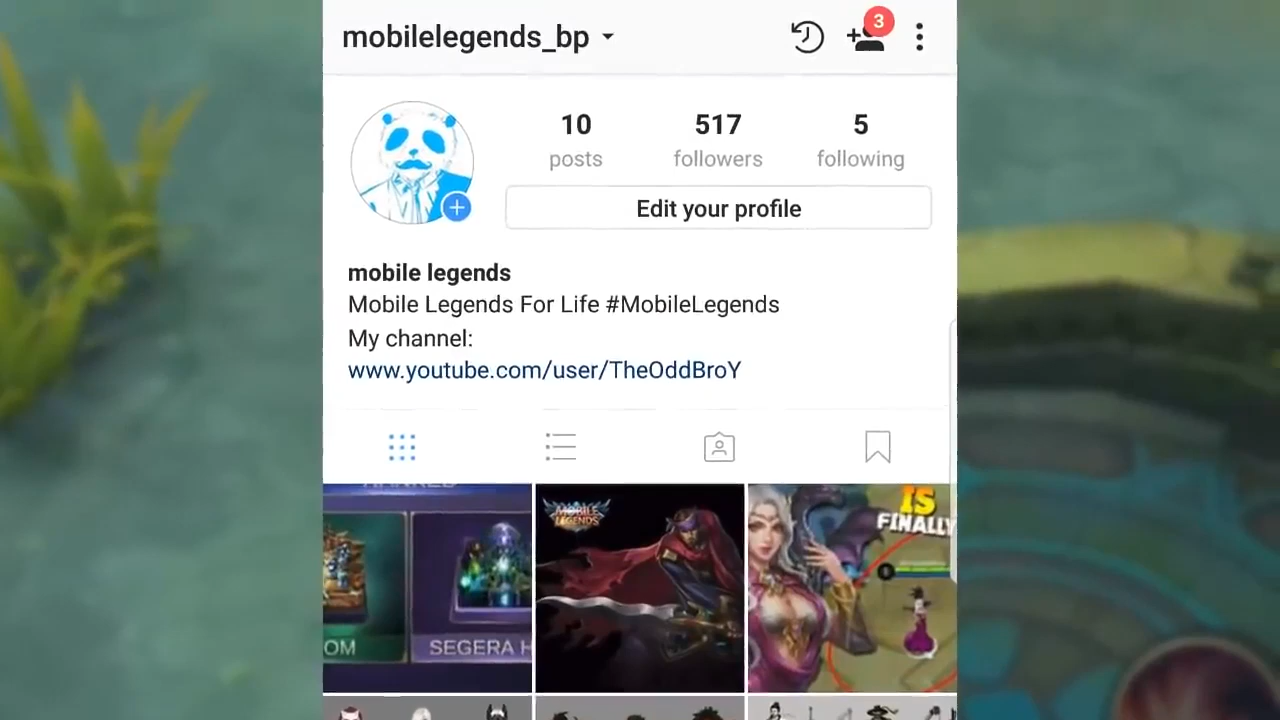 mobilelegends_bp
3
10
517
5
posts
followers
following
Edit your profile
mobile legends
Mobile Legends For Life #MobileLegends
My channel:
www.youtube.com/user/TheOddBroY
MOBILE
LEGENDS
IS
FINALLY
OM
SEGERA H